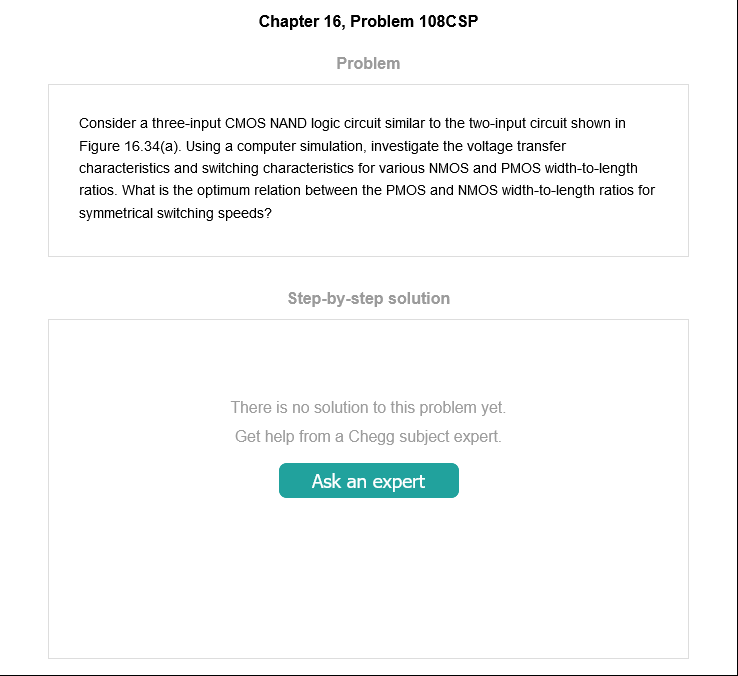 Chapter 16, Problem 108CSP
Problem
Consider a three-input CMOS NAND logic circuit similar to the two-input circuit shown in
Figure 16.34(a). Using a computer simulation, investigate the voltage transfer
characteristics and switching characteristics for various NMOS and PMOS width-to-length
ratios. What is the optimum relation between the PMOS and NMOS width-to-length ratios for
symmetrical switching speeds?
Step-by-step solution
There is no solution to this problem yet.
Get help from a Chegg subject expert.
Ask an expert